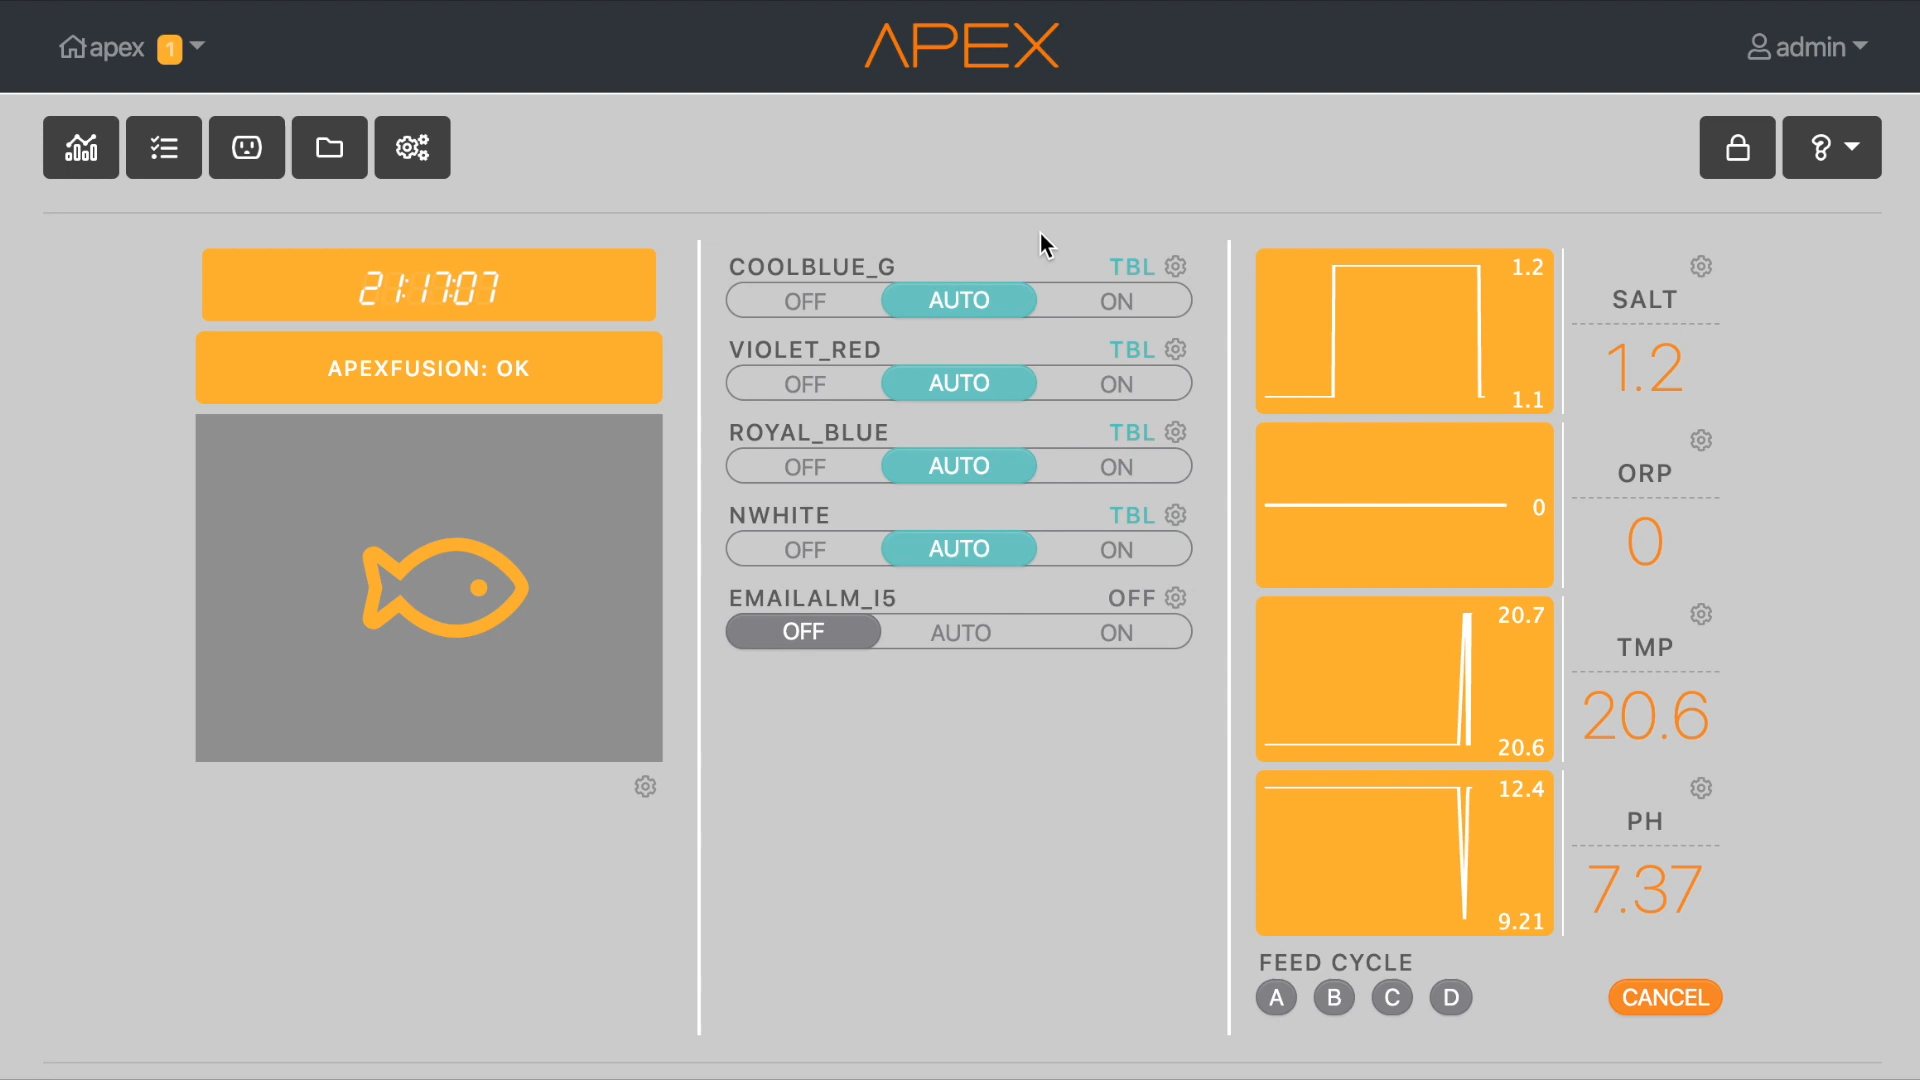 apex 1
APEX
admin
?
21:17:07
APEXFUSION: OK
COOLBLUE_G TBL
OFF AUTO ON
VIOLET_RED TBL
OFF AUTO ON
ROYAL_BLUE TBL
OFF AUTO ON
NWHITE TBL
OFF AUTO ON
EMAILALM_I5 OFF
OFF AUTO ON
1.2
1.1
SALT
1.2
0
ORP
0
20.7
20.6
TMP
20.6
12.4
9.21
PH
7.37
FEED CYCLE
A B C D CANCEL